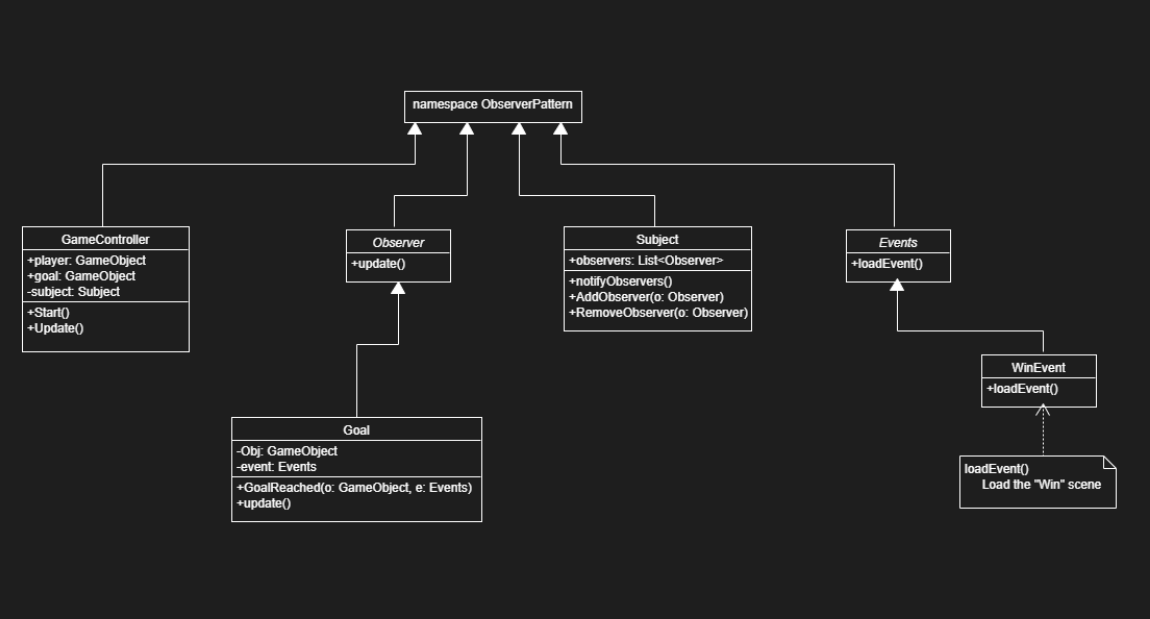 namespace ObserverPattern
GameController
+player: GameObject
+goal: GameObject
-subject: Subject
+Start()
+Update()
Observer
+update()
Subject
+observers: List<Observer>
+notifyObservers()
+AddObserver(o: Observer)
+RemoveObserver(o: Observer)
Events
+loadEvent()
WinEvent
+loadEvent()
Goal
-Obj: GameObject
-event: Events
+GoalReached(o: GameObject, e: Events)
+update()
loadEvent()
Load the "Win" scene